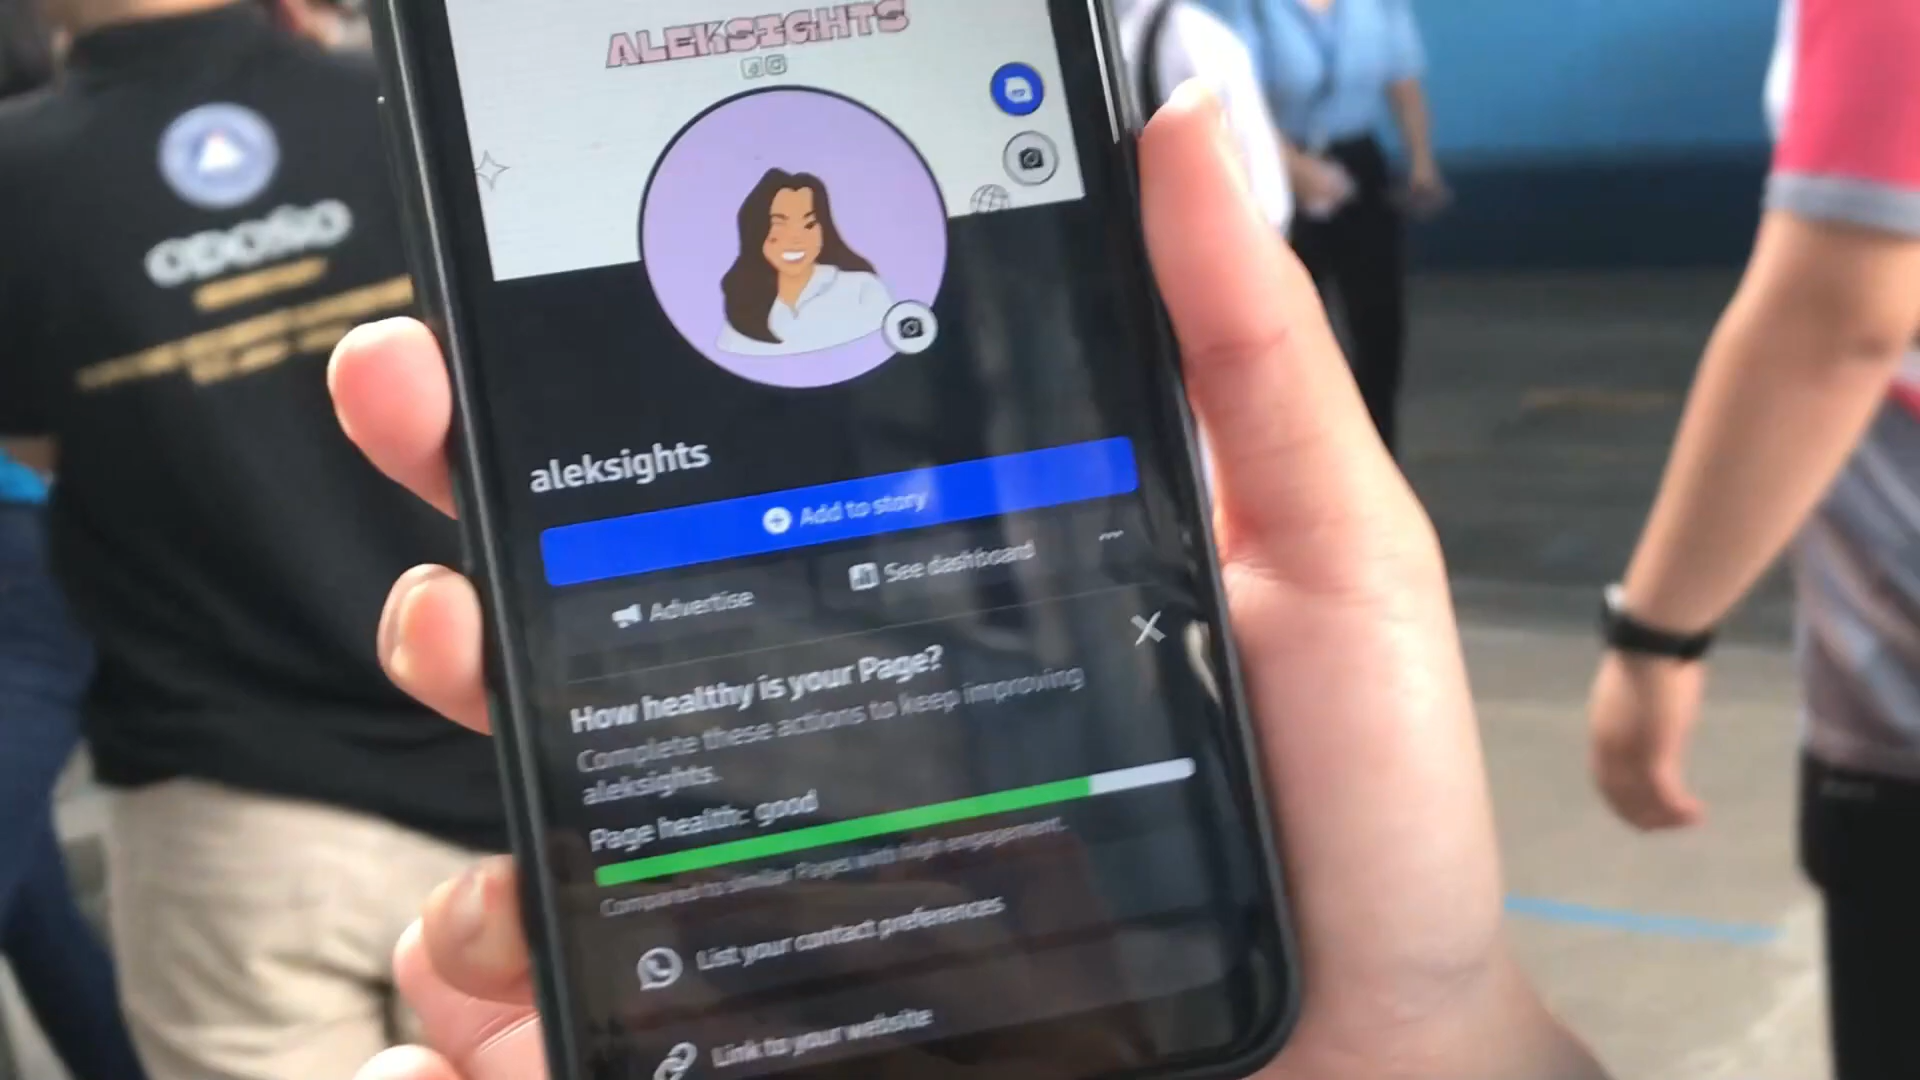 ALEKSIGHTS
aleksights
Add to story
Advertise
See dashboard
How healthy is your Page?
Complete these actions to keep improving
aleksights.
Page health: good
Compared to similar Pages with high engagement.
List your contact preferences
Link to your website